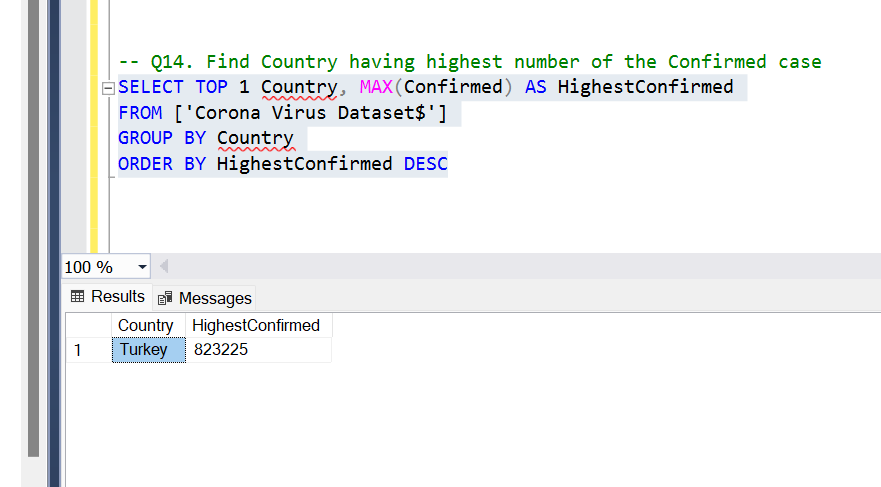 -- Q14. Find Country having highest number of the Confirmed case
SELECT TOP 1 Country, MAX(Confirmed) AS HighestConfirmed
FROM ['Corona Virus Dataset$']
GROUP BY Country
ORDER BY HighestConfirmed DESC
100 %
Results Messages
Country HighestConfirmed
1 Turkey 823225